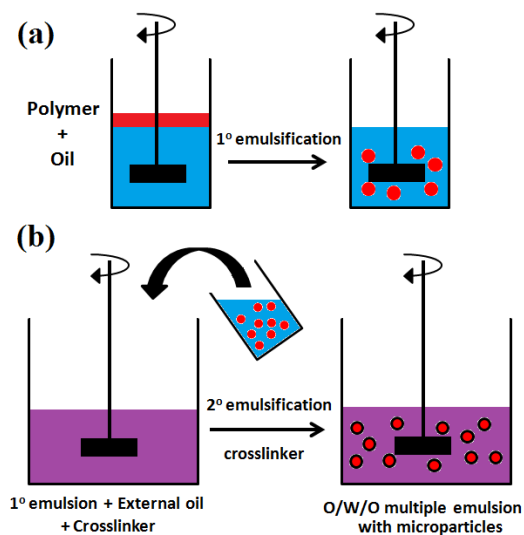 (a)
Polymer
+
Oil
1º emulsification
(b)
2º emulsification
crosslinker
1º emulsion + External oil
+ Crosslinker
O/W/O multiple emulsion
with microparticles